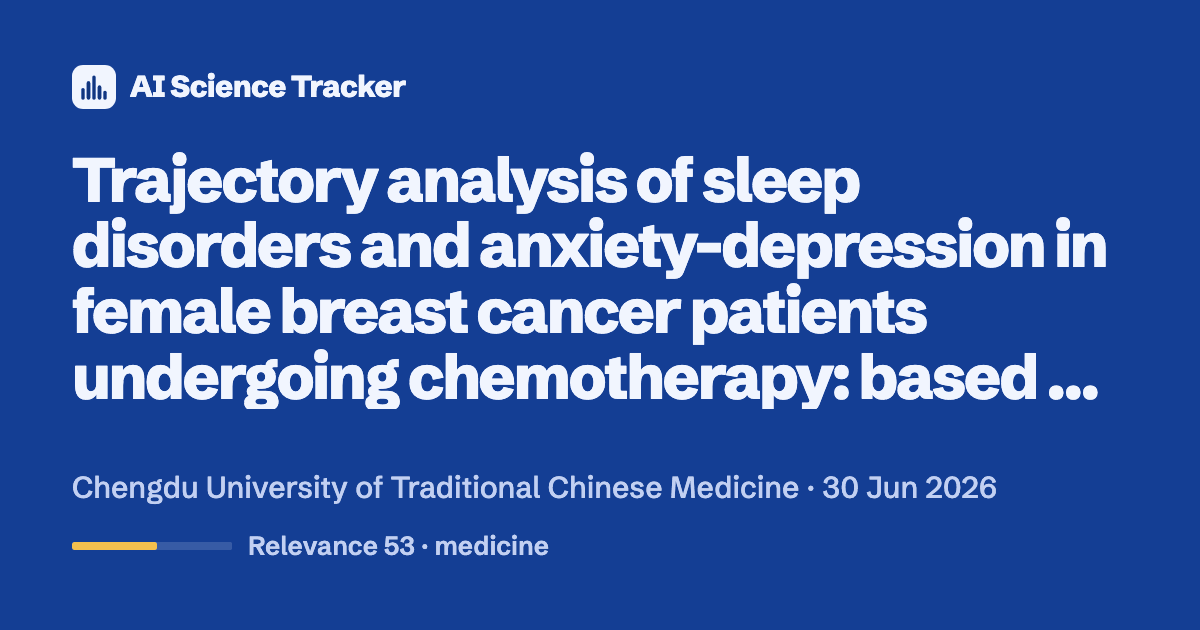 AI Science Tracker
Trajectory analysis of sleep
disorders and anxiety-depression in
female breast cancer patients
undergoing chemotherapy: based ...
Chengdu University of Traditional Chinese Medicine · 30 Jun 2026
Relevance 53 · medicine